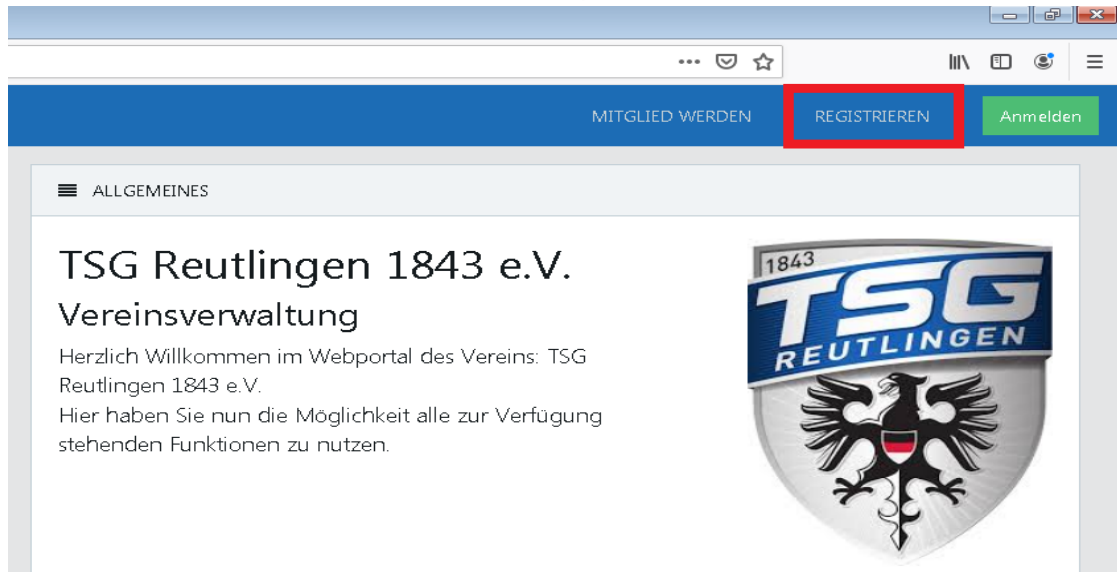 MITGLIED WERDEN REGISTRIEREN Anmelden
ALLGEMEINES
TSG Reutlingen 1843 e.V.
Vereinsverwaltung
Herzlich Willkommen im Webportal des Vereins: TSG
Reutlingen 1843 e.V.
Hier haben Sie nun die Möglichkeit alle zur Verfügung
stehenden Funktionen zu nutzen.
1843
TSG
REUTLINGEN